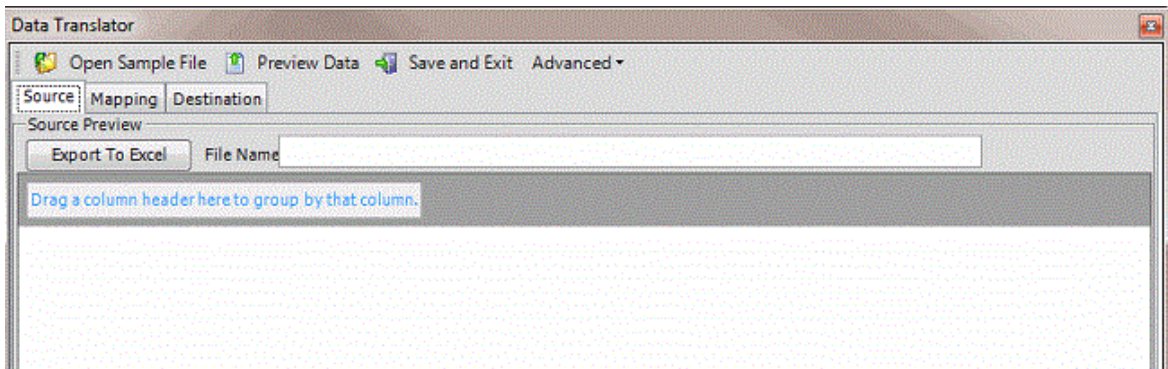 Data Translator
Open Sample File Preview Data Save and Exit Advanced
Source Mapping Destination
Source Preview
Export To Excel File Name
Drag a column header here to group by that column.